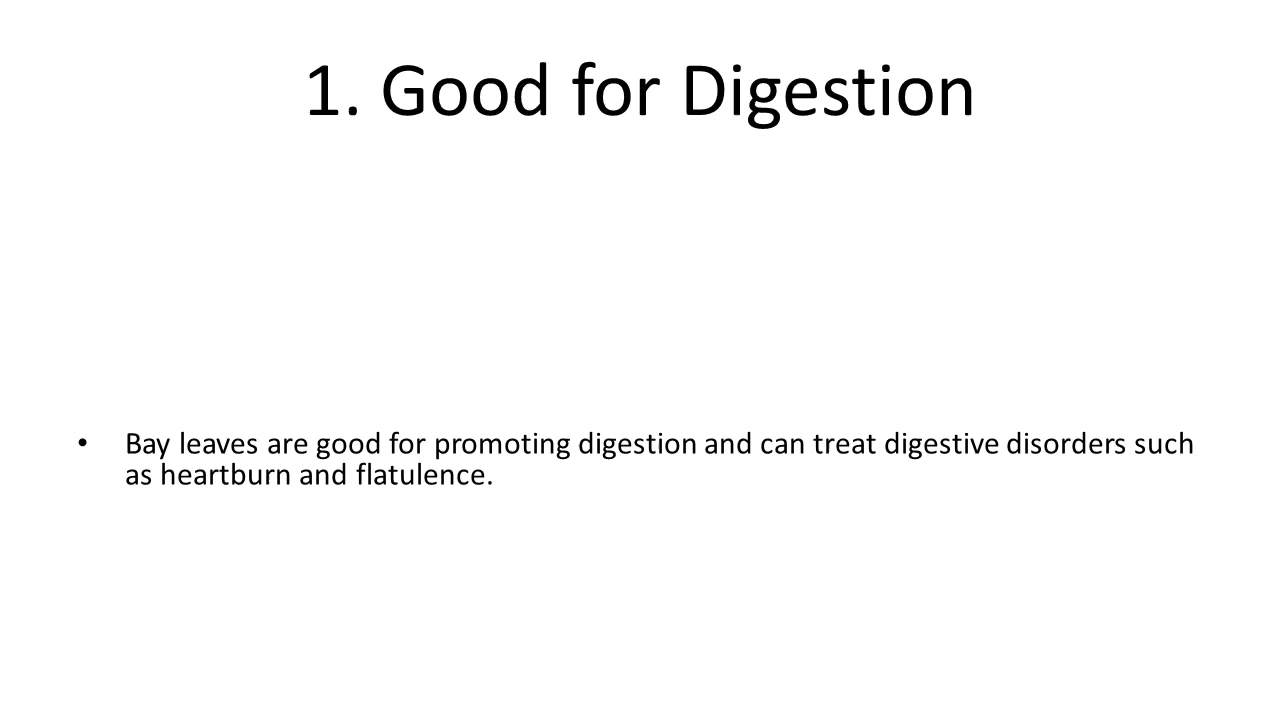 1. Good for Digestion
• Bay leaves are good for promoting digestion and can treat digestive disorders such
as heartburn and flatulence.